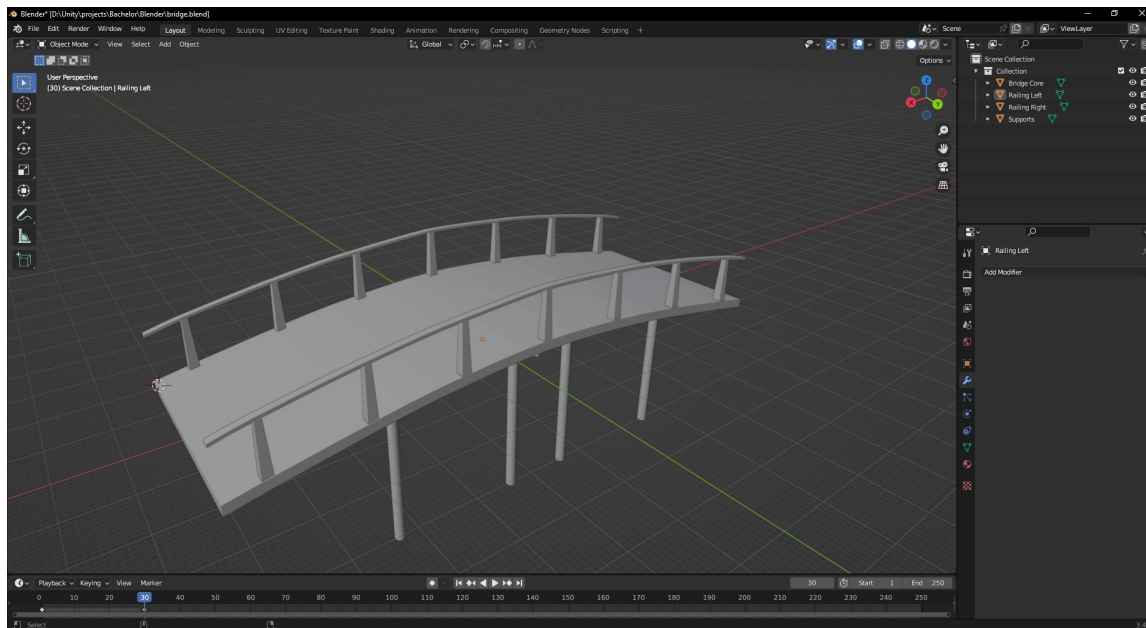 Blender* [D:\Unity\projects\Bachelor\Blender\bridge.blend]
File Edit Render Window Help Layout Modeling Sculpting UV Editing Texture Paint Shading Animation Rendering Compositing Geometry Nodes Scripting + Scene ViewLayer
Object Mode View Select Add Object Global
Options
User Perspective
(30) Scene Collection | Railing Left
Z
X
Y
Scene Collection
Collection
Bridge Core
Railing Left
Railing Right
Supports
Railing Left
Add Modifier
Playback Keying View Marker 30 Start 1 End 250
0 10 20 30 40 50 60 70 80 90 100 110 120 130 140 150 160 170 180 190 200 210 220 230 240 250
Select